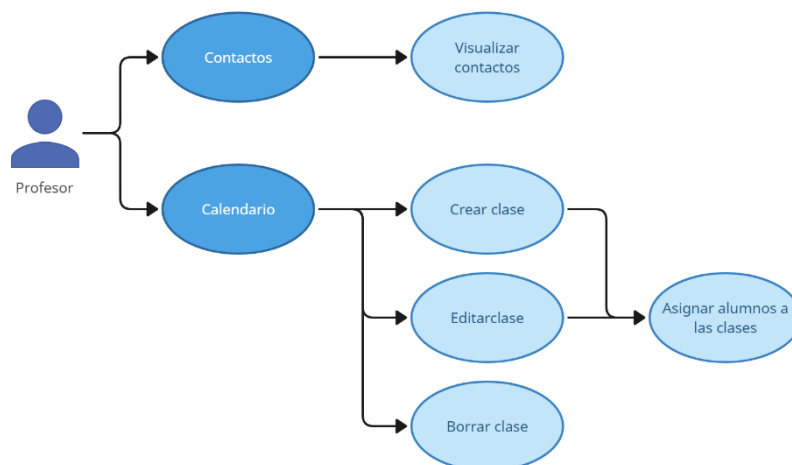 Contactos
Visualizar
contactos
Profesor
Calendario
Crear clase
Editarclase
Asignar alumnos a
las clases
Borrar clase